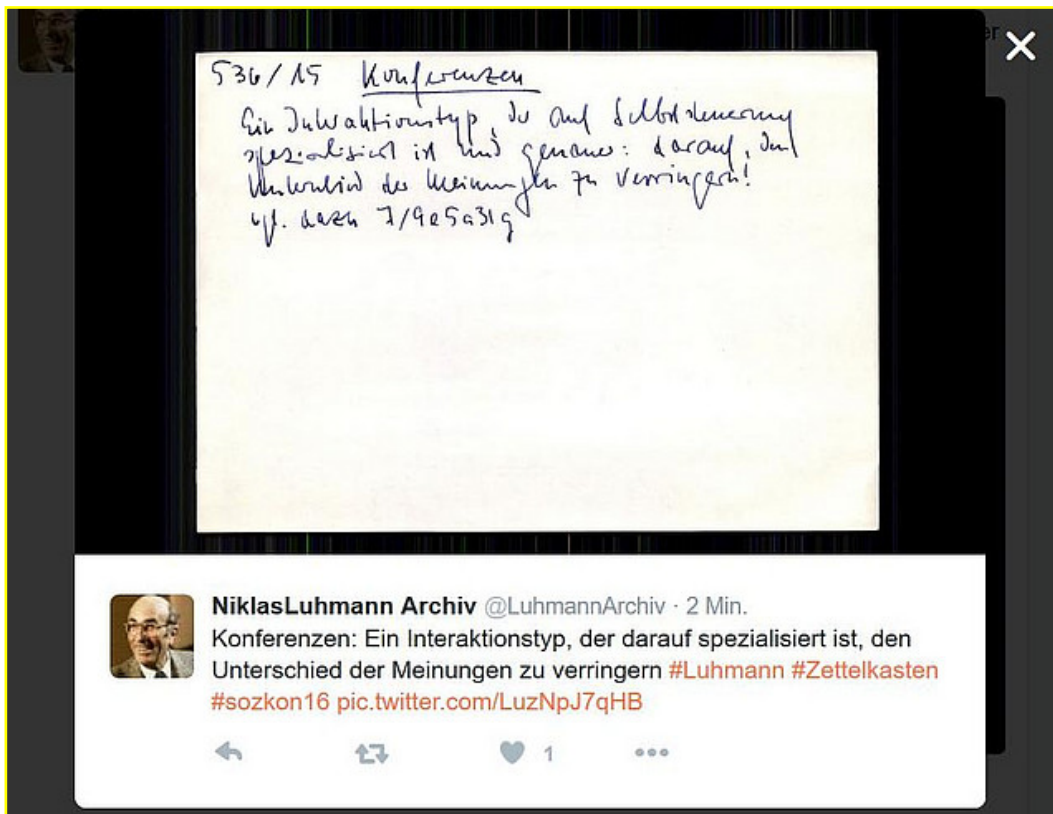 536/15 Konferenzen
Ein Interaktionstyp, der auf Selbststeuerung
spezialisiert ist und genauer: darauf, den
Unterschied der Meinungen zu verringern!
vgl. dazu 7/9e5a31g
NiklasLuhmann Archiv @LuhmannArchiv · 2 Min.
Konferenzen: Ein Interaktionstyp, der darauf spezialisiert ist, den
Unterschied der Meinungen zu verringern #Luhmann #Zettelkasten
#sozkon16 pic.twitter.com/LuzNpJ7qHB
1